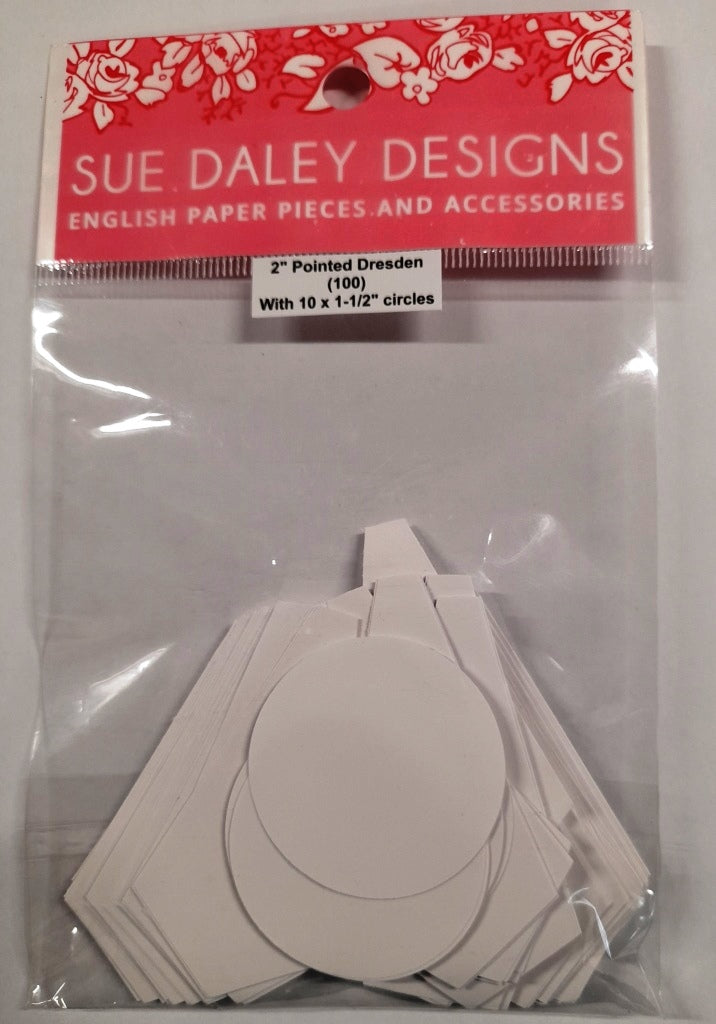 SUE DALEY DESIGNS
ENGLISH PAPER PIECES AND ACCESSORIES
2" Pointed Dresden
(100)
With 10 x 1-1/2" circles